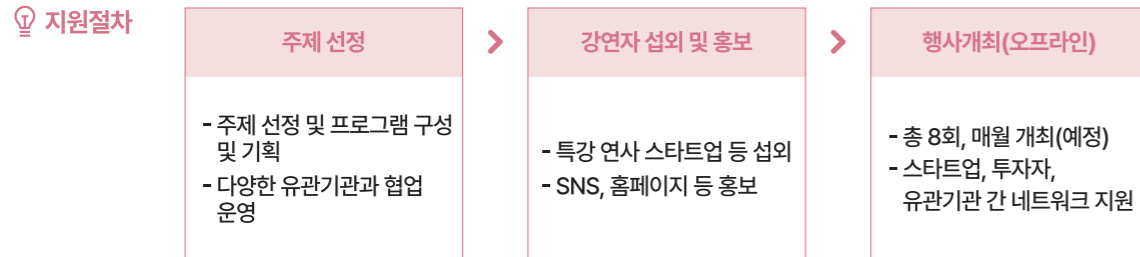 지원절차
주제 선정
- 주제 선정 및 프로그램 구성
및 기획
- 다양한 유관기관과 협업
운영
강연자 섭외 및 홍보
- 특강 연사 스타트업 등 섭외
- SNS, 홈페이지 등 홍보
행사개최(오프라인)
- 총 8회, 매월 개최(예정)
- 스타트업, 투자자,
유관기관 간 네트워크 지원